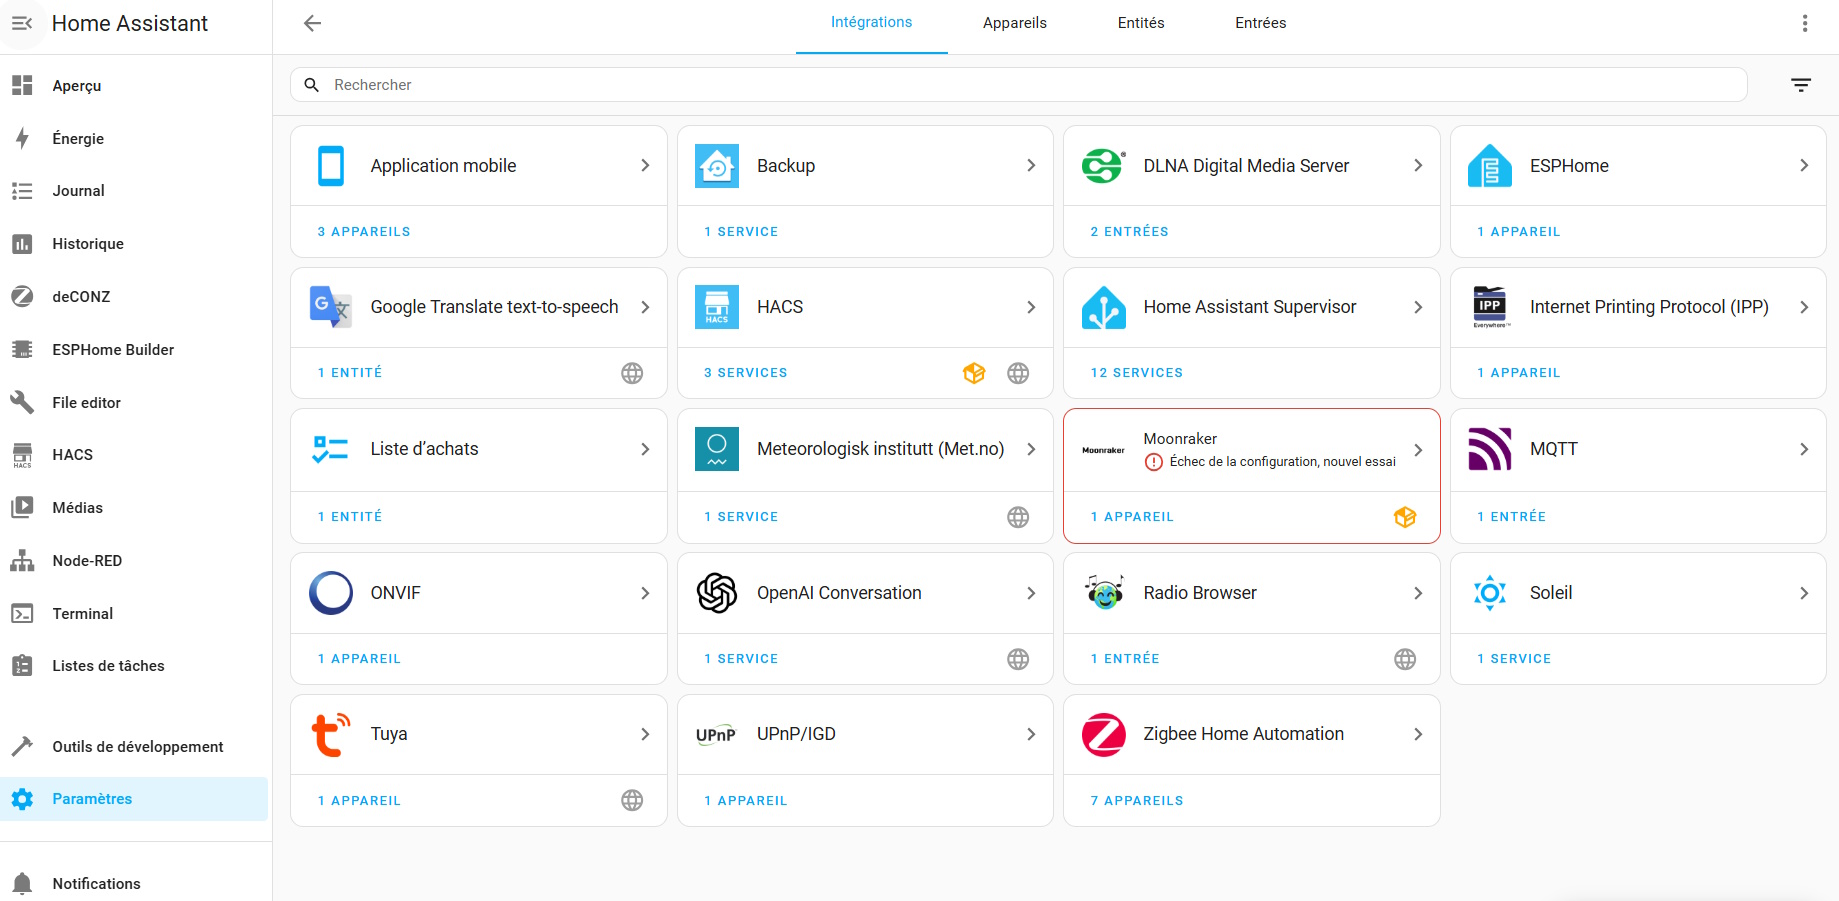 Home Assistant
Intégrations
Appareils
Entités
Entrées
Aperçu
Énergie
Journal
Historique
deCONZ
ESPHome Builder
File editor
HACS
HACS
Médias
Node-RED
Terminal
Listes de tâches
Outils de développement
Paramètres
Notifications
Rechercher
Application mobile
3 APPAREILS
Backup
1 SERVICE
DLNA Digital Media Server
2 ENTRÉES
ESPHome
1 APPAREIL
G
Google Translate text-to-speech
1 ENTITÉ
HACS
HACS
3 SERVICES
Home Assistant Supervisor
12 SERVICES
IPP
Everywhere™
Internet Printing Protocol (IPP)
1 APPAREIL
Liste d’achats
1 ENTITÉ
Meteorologisk institutt (Met.no)
1 SERVICE
Moonraker
Moonraker
Échec de la configuration, nouvel essai
1 APPAREIL
MQTT
1 ENTRÉE
ONVIF
1 APPAREIL
OpenAI Conversation
1 SERVICE
Radio Browser
1 ENTRÉE
Soleil
1 SERVICE
Tuya
1 APPAREIL
UPnP
UPnP/IGD
1 APPAREIL
Zigbee Home Automation
7 APPAREILS